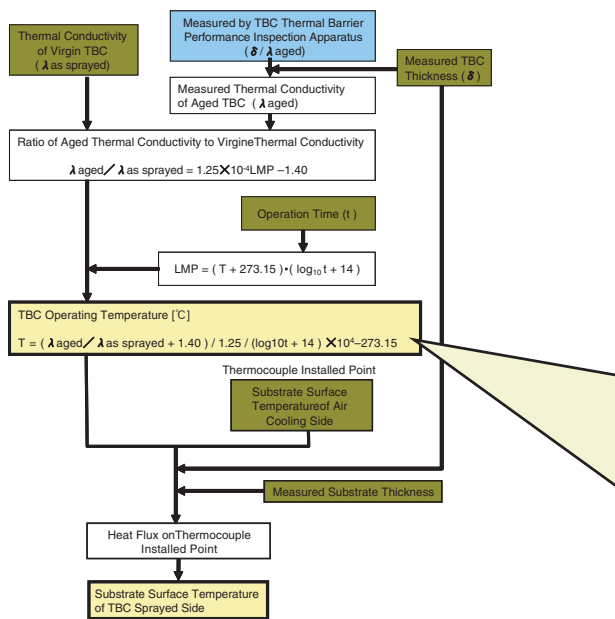 Thermal Conductivity
of Virgin TBC
( λ as sprayed)
Measured by TBC Thermal Barrier
Performance Inspection Apparatus
( δ / λ aged)
Measured TBC
Thickness ( δ )
Measured Thermal Conductivity
of Aged TBC ( λ aged)
Ratio of Aged Thermal Conductivity to VirgineThermal Conductivity
λ aged／ λ as sprayed = 1.25×10⁻⁴LMP –1.40
Operation Time (t )
LMP = ( T + 273.15 )•( log₁₀ t + 14 )
TBC Operating Temperature [℃]
T = ( λ aged／ λ as sprayed + 1.40 ) / 1.25 / (log10t + 14 ) ×10⁴–273.15
Thermocouple Installed Point
Substrate Surface
Temperatureof Air
Cooling Side
Measured Substrate Thickness
Heat Flux onThermocouple
Installed Point
Substrate Surface Temperature
of TBC Sprayed Side